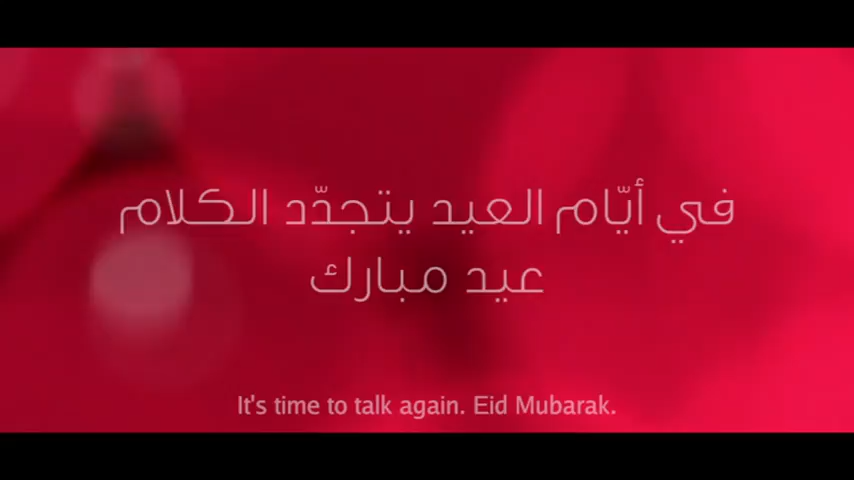 في أيّام العيد يتجدّد الكلام
عيد مبارك
It's time to talk again. Eid Mubarak.